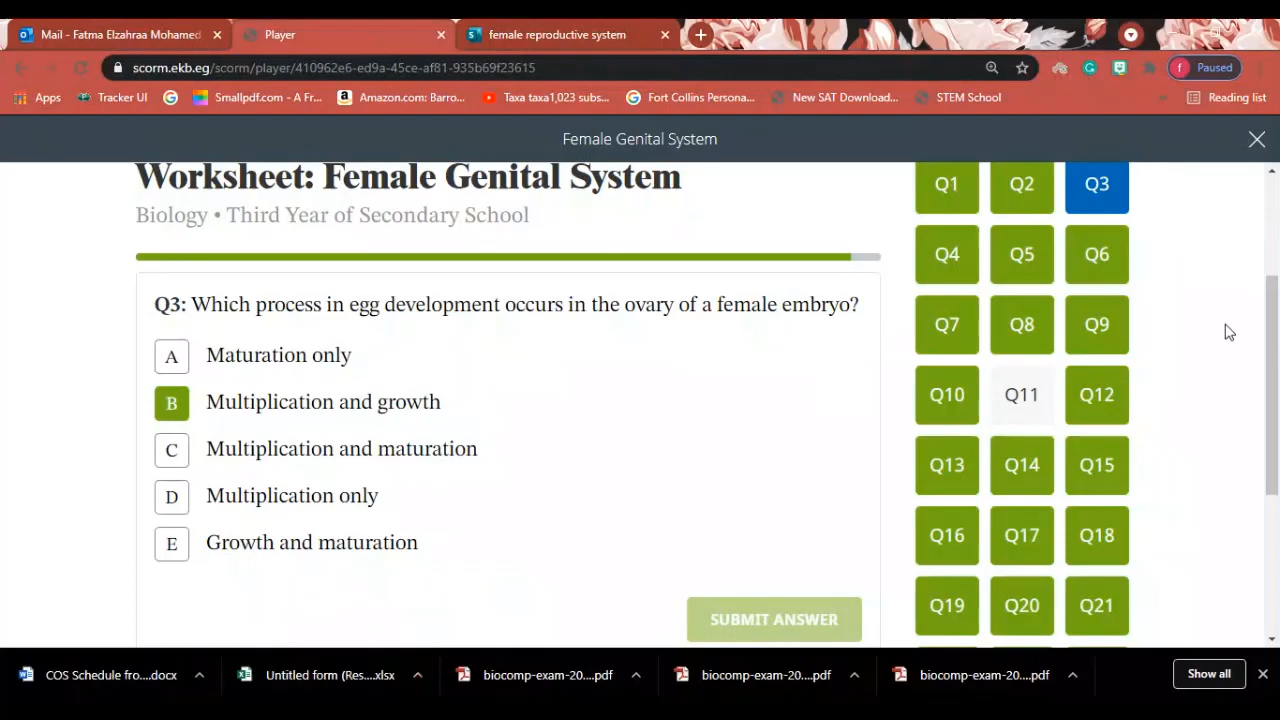 Mail - Fatma Elzahraa Mohamed
Player
female reproductive system
scorm.ekb.eg/scorm/player/410962e6-ed9a-45ce-af81-935b69f23615
f Paused
Apps
Tracker UI
Smallpdf.com - A Fr...
Amazon.com: Barro...
Taxa taxa1,023 subs...
Fort Collins Persona...
New SAT Download...
STEM School
Reading list
Female Genital System
Worksheet: Female Genital System
Biology • Third Year of Secondary School
Q3: Which process in egg development occurs in the ovary of a female embryo?
A Maturation only
B Multiplication and growth
C Multiplication and maturation
D Multiplication only
E Growth and maturation
SUBMIT ANSWER
Q1 Q2 Q3
Q4 Q5 Q6
Q7 Q8 Q9
Q10 Q11 Q12
Q13 Q14 Q15
Q16 Q17 Q18
Q19 Q20 Q21
COS Schedule fro....docx
Untitled form (Res....xlsx
biocomp-exam-20....pdf
biocomp-exam-20....pdf
biocomp-exam-20....pdf
Show all